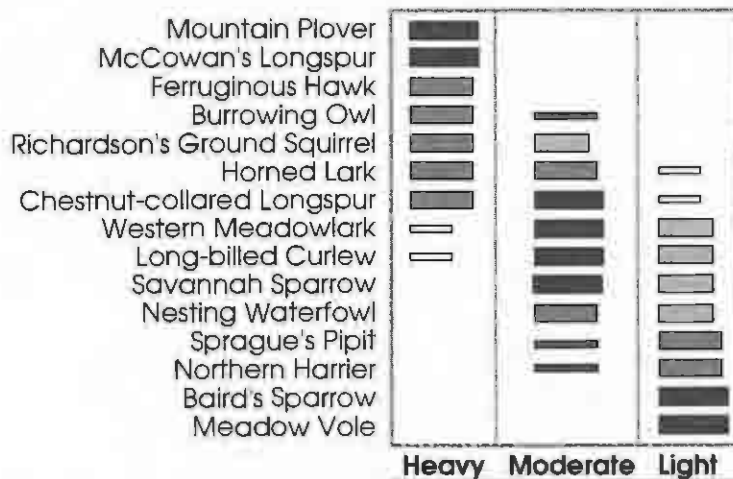 Mountain Plover
McCowan's Longspur
Ferruginous Hawk
Burrowing Owl
Richardson's Ground Squirrel
Horned Lark
Chestnut-collared Longspur
Western Meadowlark
Long-billed Curlew
Savannah Sparrow
Nesting Waterfowl
Sprague's Pipit
Northern Harrier
Baird's Sparrow
Meadow Vole
Heavy Moderate Light